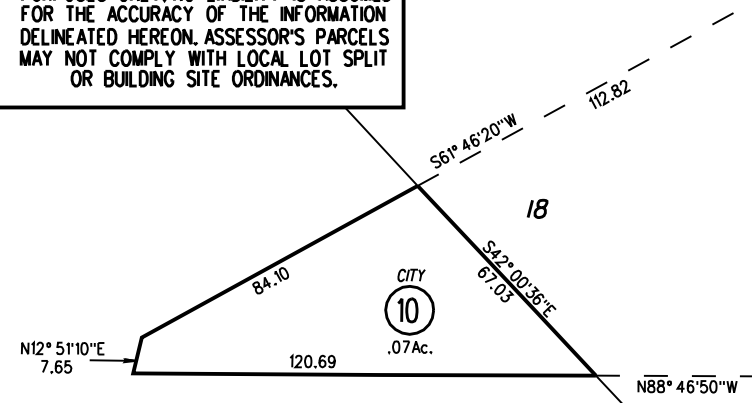 FOR THE ACCURACY OF THE INFORMATION
DELINEATED HEREON. ASSESSOR'S PARCELS
MAY NOT COMPLY WITH LOCAL LOT SPLIT
OR BUILDING SITE ORDINANCES.
112.82
S61° 46'20"W
18
S42° 00'36"E
67.03
84.10
CITY
10
.07Ac.
N12° 51'10"E
7.65
120.69
N88° 46'50"W